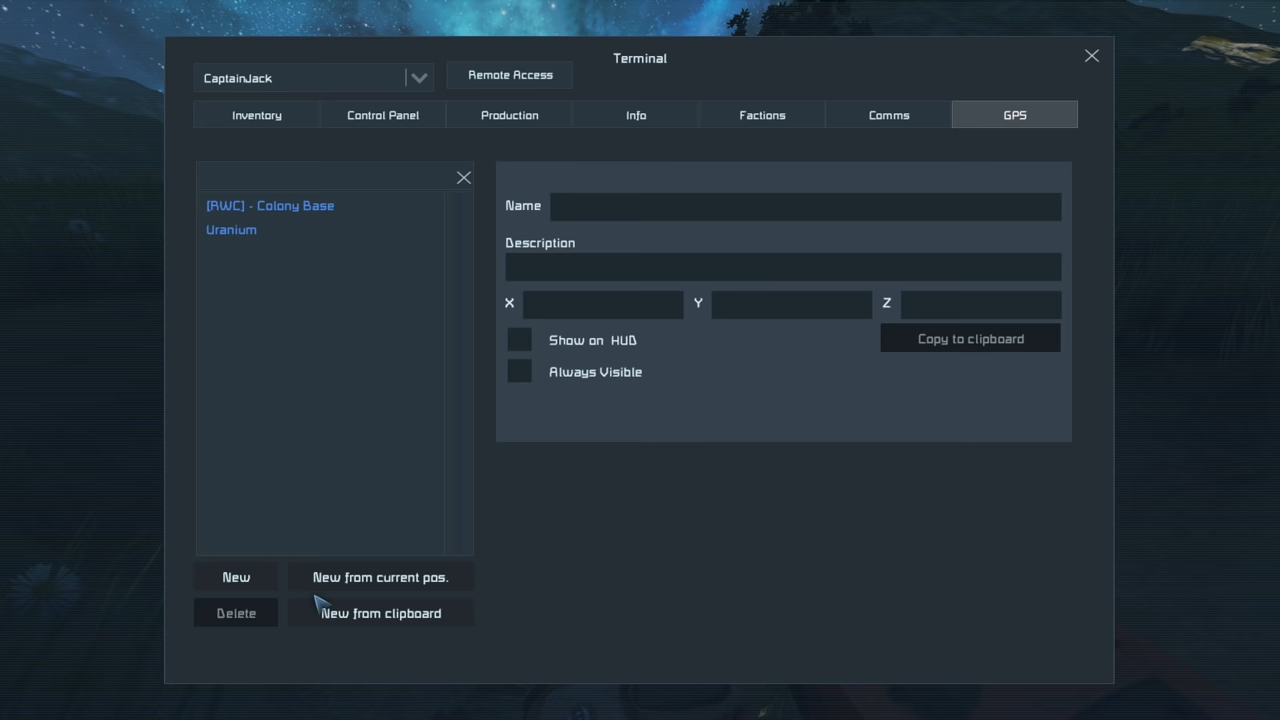 Terminal
CaptainJack
Remote Access
Inventory
Control Panel
Production
Info
Factions
Comms
GPS
[RWC] - Colony Base
Uranium
Name
Description
X
Y
Z
Show on HUD
Copy to clipboard
Always Visible
New
New from current pos.
Delete
New from clipboard